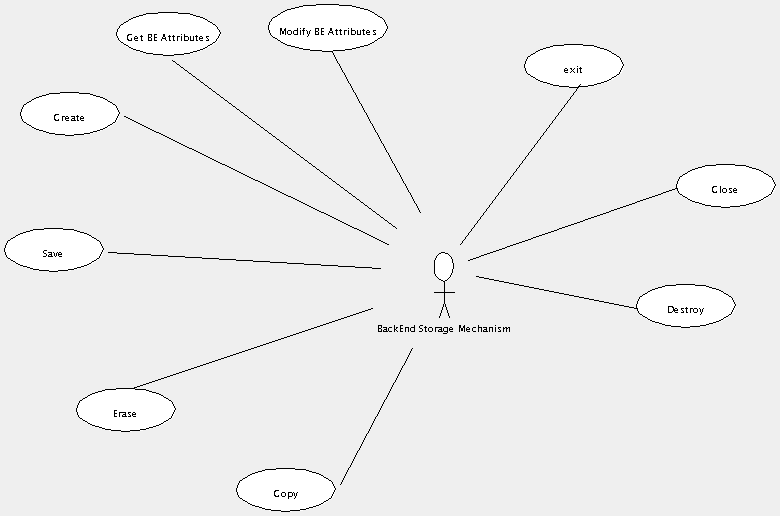 Modify BE Attributes
Get BE Attributes
exit
Create
Close
Save
Destroy
BackEnd Storage Mechanism
Erase
Copy